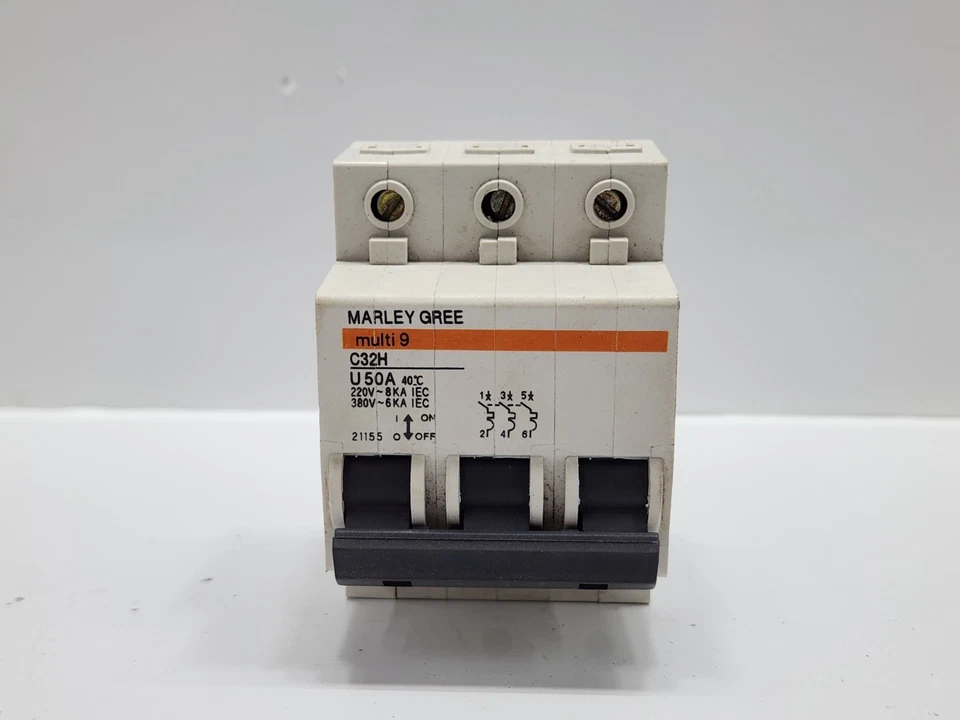 MARLEY GREE
multi 9
C32H
U 50A 40°C
220V~8KA IEC
380V~6KA IEC
I ON
21155 O OFF
1 3 5
2 4 6